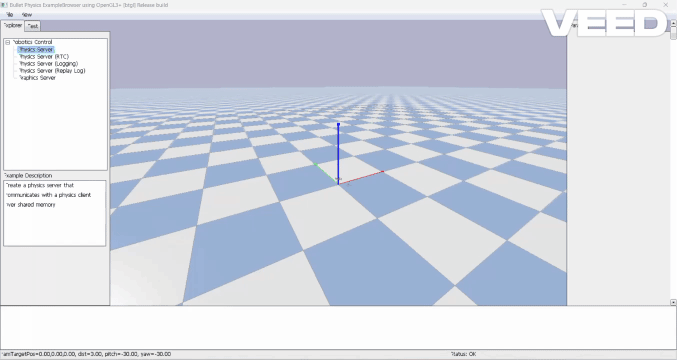 Bullet Physics ExampleBrowser using OpenGL3+ [btgl] Release build
File View
VEED
Explorer Test
Robotics Control
Physics Server
Physics Server (RTC)
Physics Server (Logging)
Physics Server (Replay Log)
Graphics Server
Example Description
Create a physics server that
communicates with a physics client
over shared memory
camTargetPos=0.00,0.00,0.00, dist=3.00, pitch=-30.00, yaw=-30.00
Status: OK